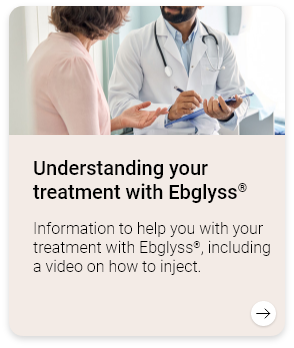 Understanding your
treatment with Ebglyss®
Information to help you with your
treatment with Ebglyss®, including
a video on how to inject.